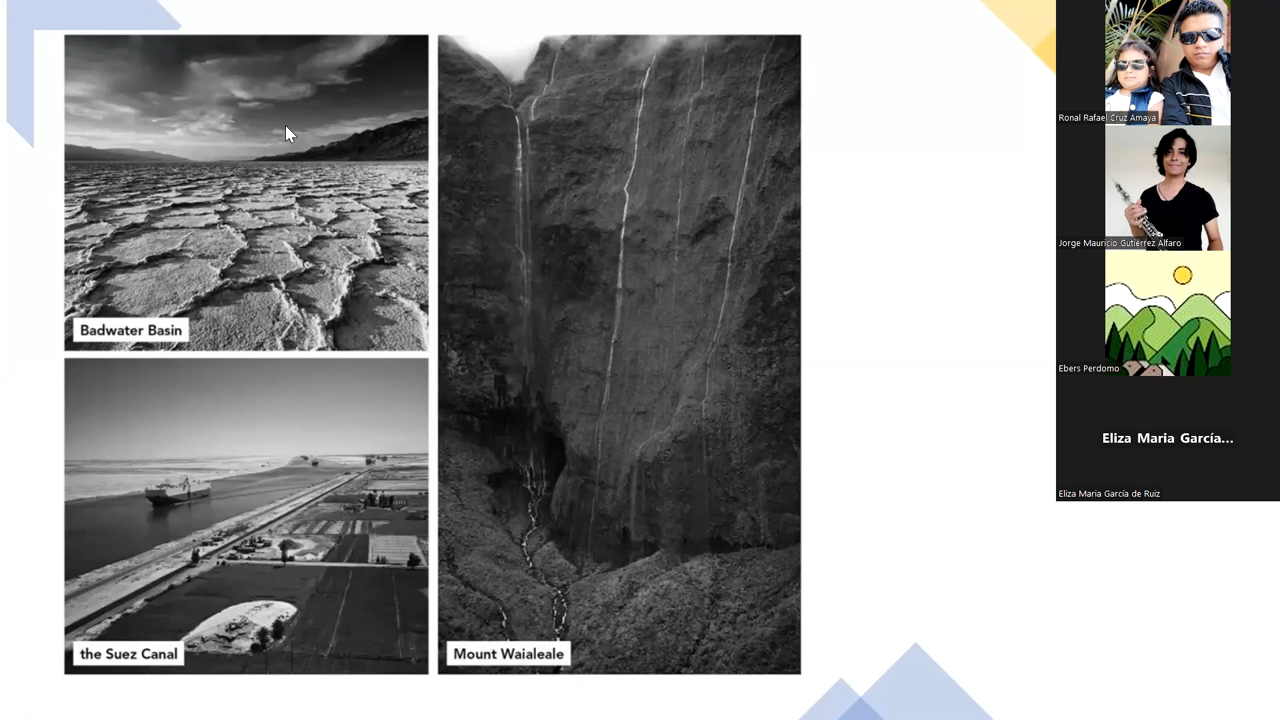 Badwater Basin
the Suez Canal
Mount Waialeale
Ronal Rafael Cruz Amaya
Jorge Mauricio Gutiérrez Alfaro
Ebers Perdomo
Eliza Maria García...
Eliza Maria García de Ruiz